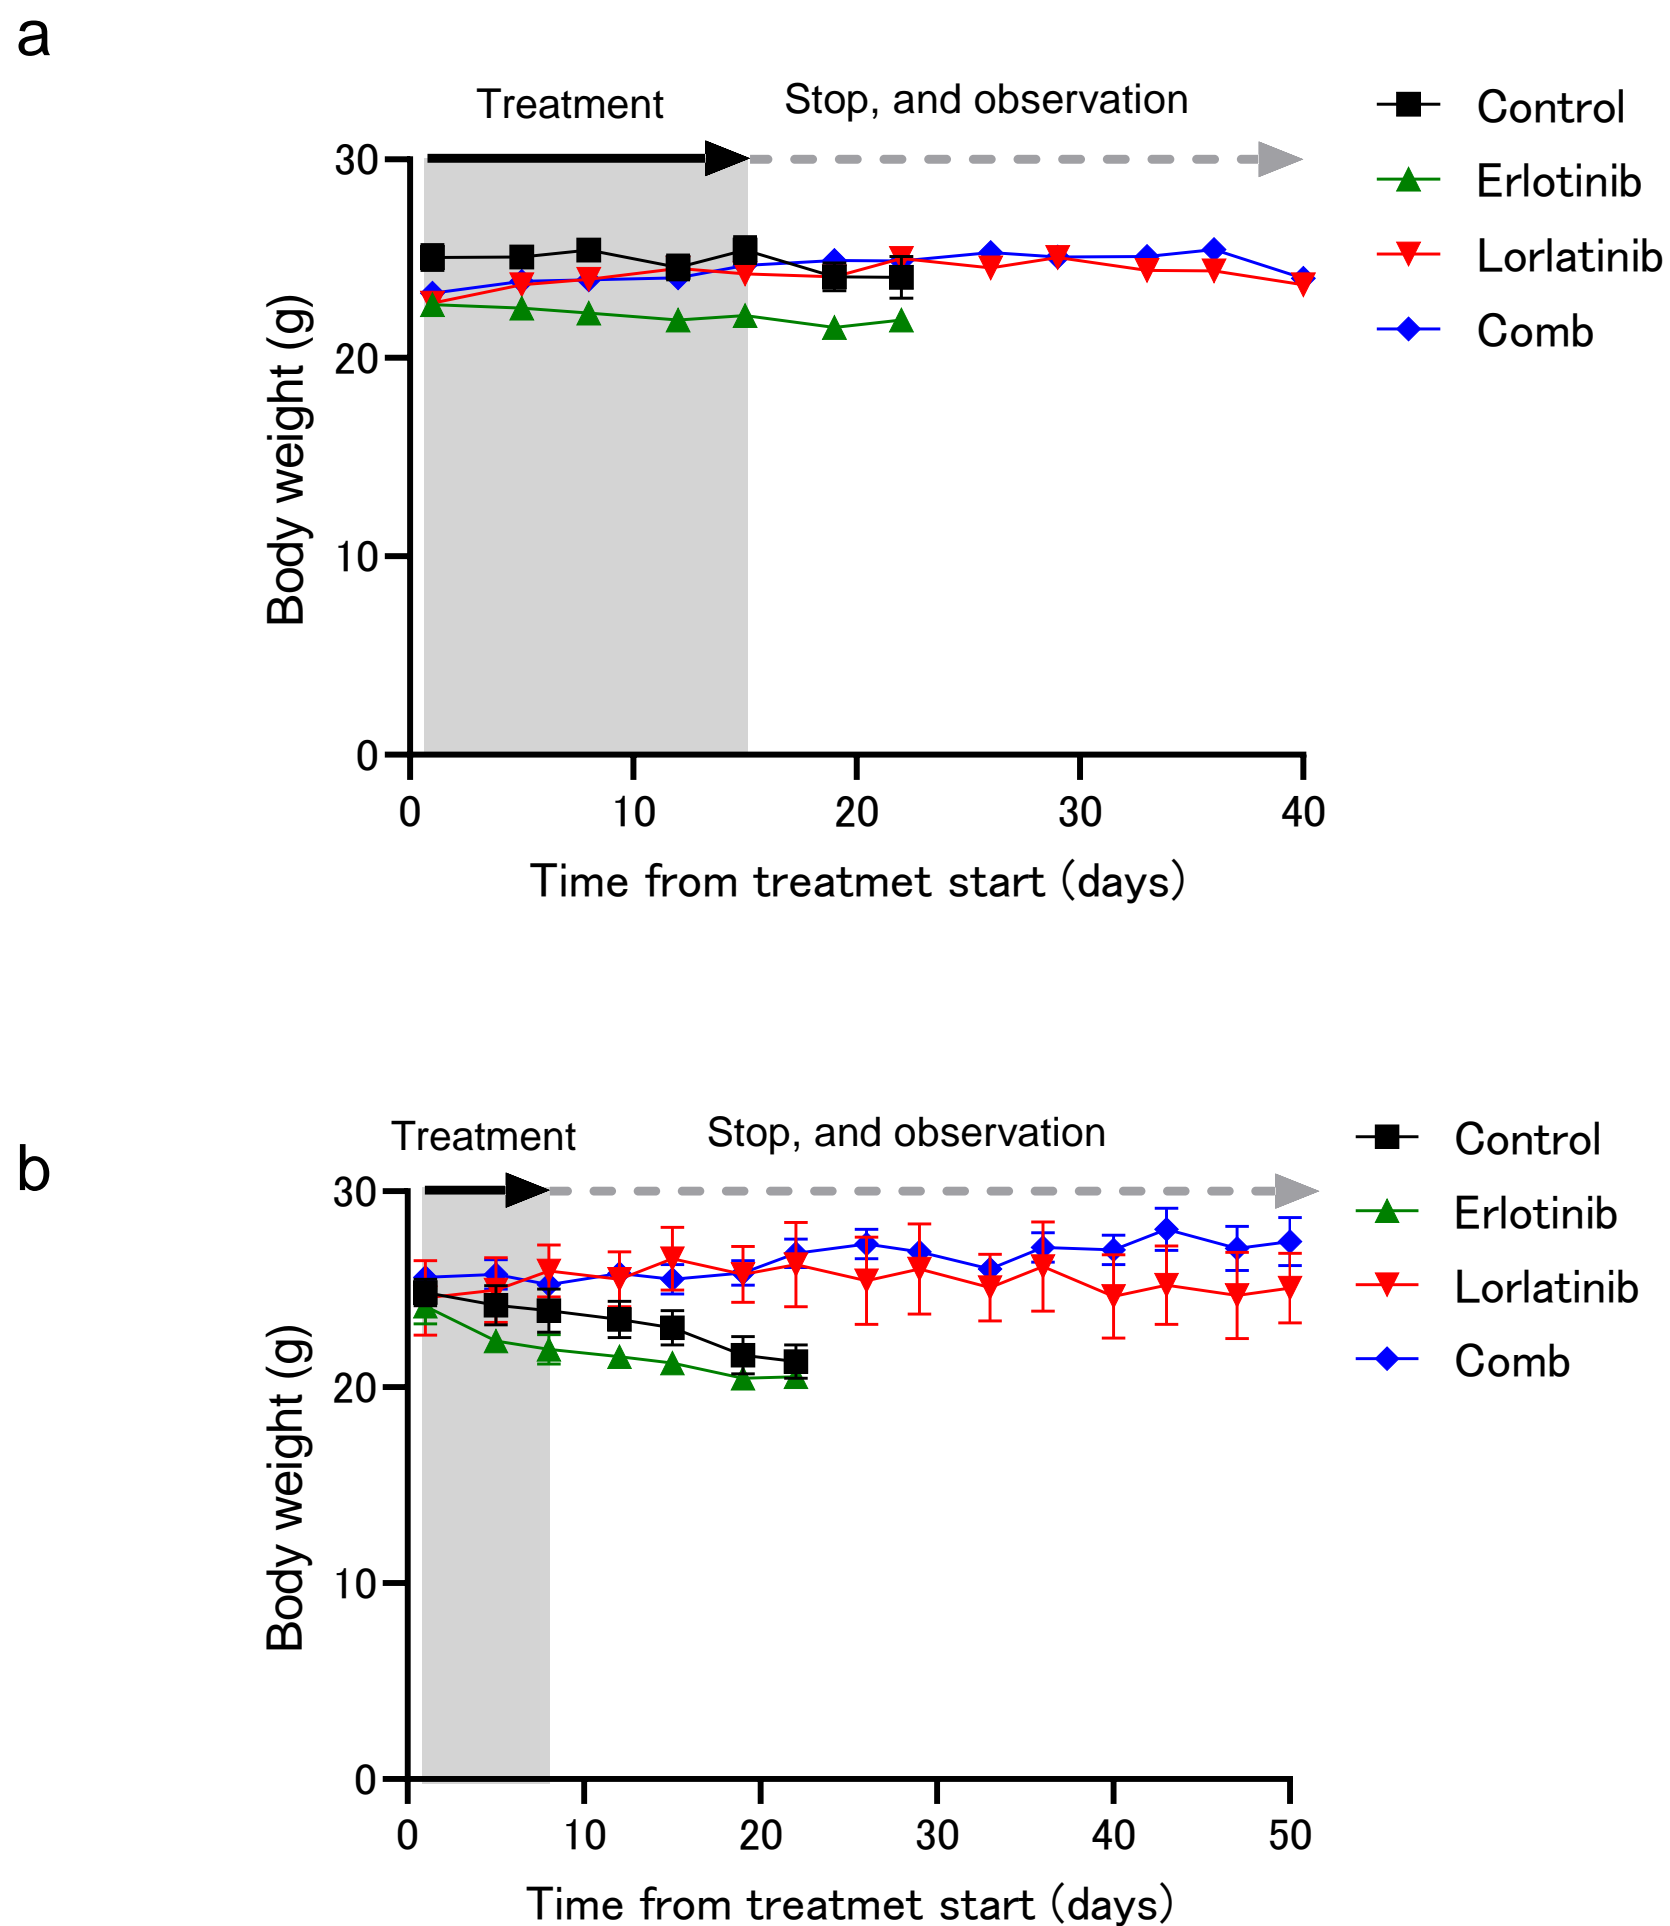 a
Treatment
Stop, and observation
Control
Erlotinib
Lorlatinib
Comb
Body weight (g)
30
20
10
0
0 10 20 30 40
Time from treatmet start (days)
b
Treatment
Stop, and observation
Control
Erlotinib
Lorlatinib
Comb
Body weight (g)
30
20
10
0
0 10 20 30 40 50
Time from treatmet start (days)